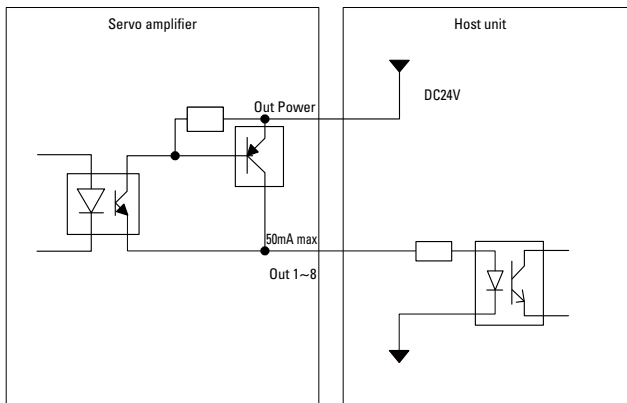 Servo amplifier
Host unit
Out Power
DC24V
50mA max
Out 1~8